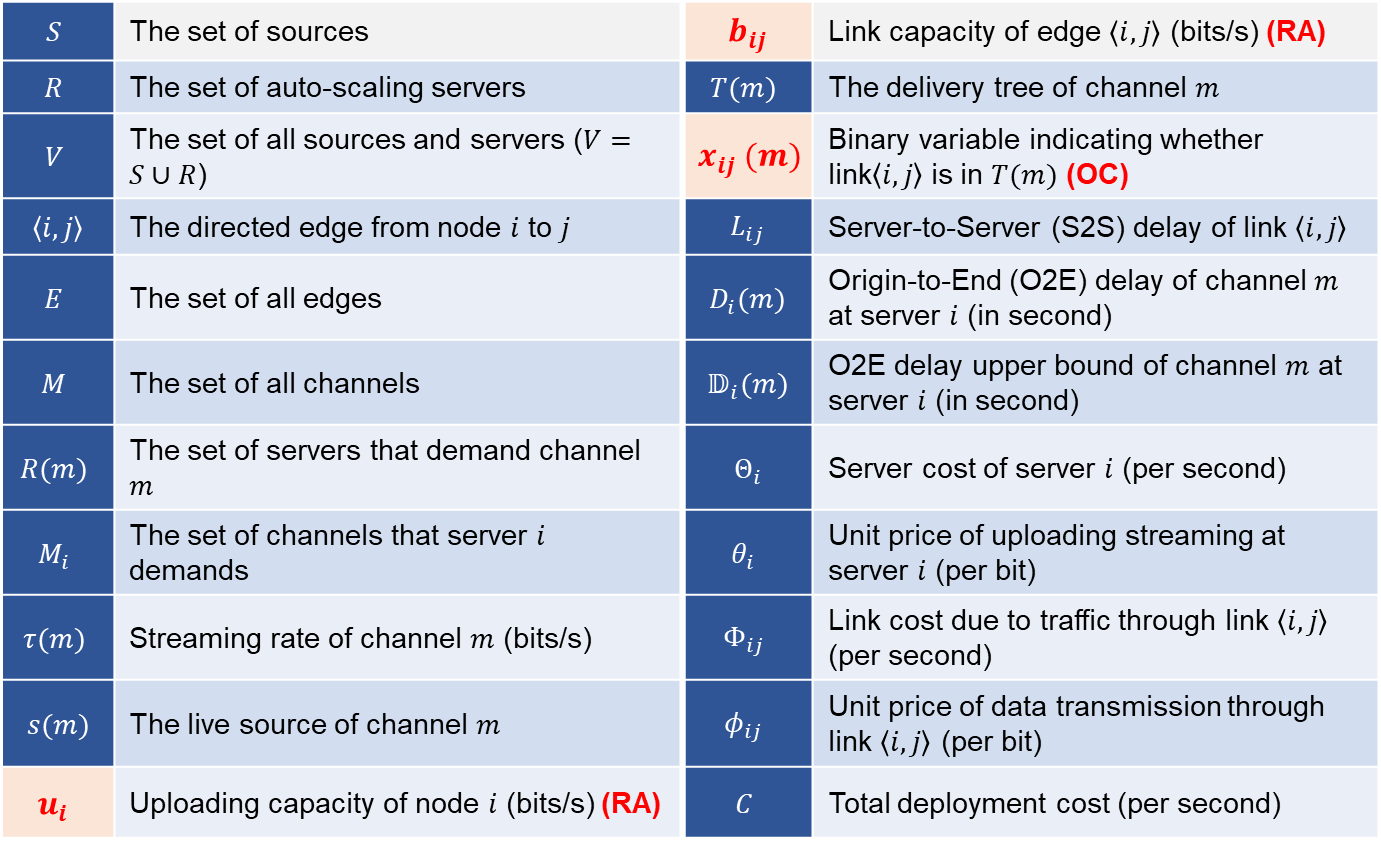 S The set of sources
R The set of auto-scaling servers
V The set of all sources and servers (V =
S ∪ R)
⟨i, j⟩ The directed edge from node i to j
E The set of all edges
M The set of all channels
R(m) The set of servers that demand channel
m
M_i The set of channels that server i
demands
τ(m) Streaming rate of channel m (bits/s)
s(m) The live source of channel m
u_i Uploading capacity of node i (bits/s) (RA)
b_ij Link capacity of edge ⟨i, j⟩ (bits/s) (RA)
T(m) The delivery tree of channel m
x_ij (m) Binary variable indicating whether
link⟨i, j⟩ is in T(m) (OC)
L_ij Server-to-Server (S2S) delay of link ⟨i, j⟩
D_i(m) Origin-to-End (O2E) delay of channel m
at server i (in second)
𝔻_i(m) O2E delay upper bound of channel m at
server i (in second)
Θ_i Server cost of server i (per second)
θ_i Unit price of uploading streaming at
server i (per bit)
Φ_ij Link cost due to traffic through link ⟨i, j⟩
(per second)
ϕ_ij Unit price of data transmission through
link ⟨i, j⟩ (per bit)
C Total deployment cost (per second)